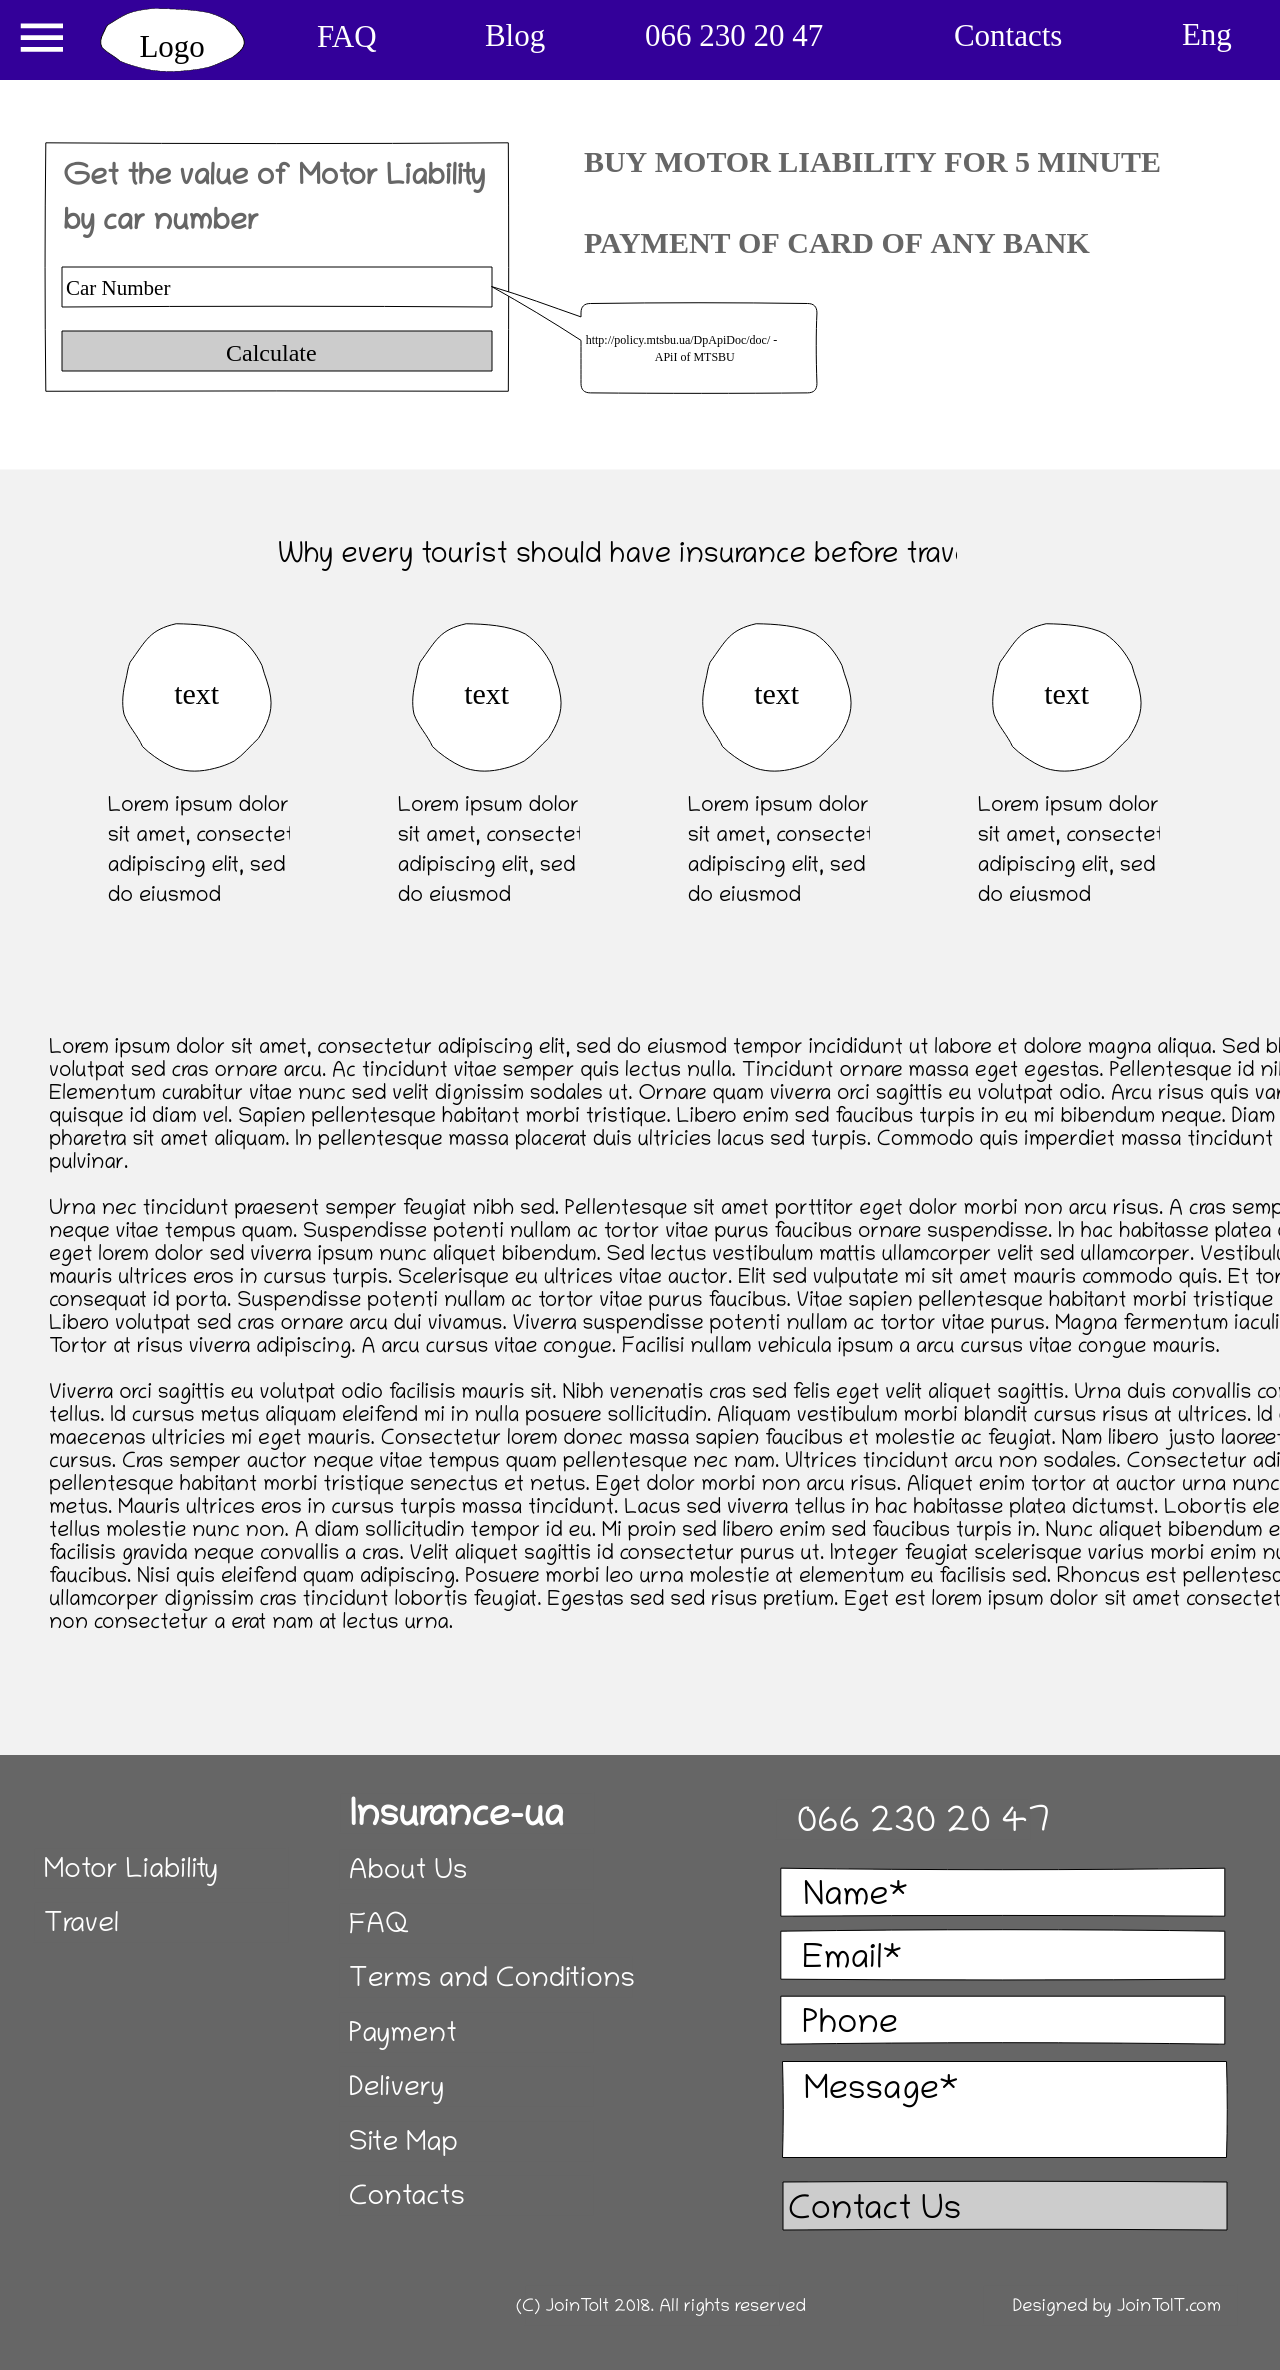 Logo
FAQ
Blog
066 230 20 47
Contacts
Eng
Get the value of Motor Liability
by car number
Car Number
Calculate
BUY MOTOR LIABILITY FOR 5 MINUTE
PAYMENT OF CARD OF ANY BANK
http://policy.mtsbu.ua/DpApiDoc/doc/ -
APiI of MTSBU
Why every tourist should have insurance before trav
text
text
text
text
Lorem ipsum dolor
sit amet, consectet
adipiscing elit, sed
do eiusmod
Lorem ipsum dolor
sit amet, consectet
adipiscing elit, sed
do eiusmod
Lorem ipsum dolor
sit amet, consectet
adipiscing elit, sed
do eiusmod
Lorem ipsum dolor
sit amet, consectet
adipiscing elit, sed
do eiusmod
Lorem ipsum dolor sit amet, consectetur adipiscing elit, sed do eiusmod tempor incididunt ut labore et dolore magna aliqua. Sed bl
volutpat sed cras ornare arcu. Ac tincidunt vitae semper quis lectus nulla. Tincidunt ornare massa eget egestas. Pellentesque id ni
Elementum curabitur vitae nunc sed velit dignissim sodales ut. Ornare quam viverra orci sagittis eu volutpat odio. Arcu risus quis var
quisque id diam vel. Sapien pellentesque habitant morbi tristique. Libero enim sed faucibus turpis in eu mi bibendum neque. Diam
pharetra sit amet aliquam. In pellentesque massa placerat duis ultricies lacus sed turpis. Commodo quis imperdiet massa tincidunt
pulvinar.
Urna nec tincidunt praesent semper feugiat nibh sed. Pellentesque sit amet porttitor eget dolor morbi non arcu risus. A cras semp
neque vitae tempus quam. Suspendisse potenti nullam ac tortor vitae purus faucibus ornare suspendisse. In hac habitasse platea
eget lorem dolor sed viverra ipsum nunc aliquet bibendum. Sed lectus vestibulum mattis ullamcorper velit sed ullamcorper. Vestibulu
mauris ultrices eros in cursus turpis. Scelerisque eu ultrices vitae auctor. Elit sed vulputate mi sit amet mauris commodo quis. Et tor
consequat id porta. Suspendisse potenti nullam ac tortor vitae purus faucibus. Vitae sapien pellentesque habitant morbi tristique
Libero volutpat sed cras ornare arcu dui vivamus. Viverra suspendisse potenti nullam ac tortor vitae purus. Magna fermentum iaculi
Tortor at risus viverra adipiscing. A arcu cursus vitae congue. Facilisi nullam vehicula ipsum a arcu cursus vitae congue mauris.
Viverra orci sagittis eu volutpat odio facilisis mauris sit. Nibh venenatis cras sed felis eget velit aliquet sagittis. Urna duis convallis co
tellus. Id cursus metus aliquam eleifend mi in nulla posuere sollicitudin. Aliquam vestibulum morbi blandit cursus risus at ultrices. Id
maecenas ultricies mi eget mauris. Consectetur lorem donec massa sapien faucibus et molestie ac feugiat. Nam libero justo laoreet
cursus. Cras semper auctor neque vitae tempus quam pellentesque nec nam. Ultrices tincidunt arcu non sodales. Consectetur adi
pellentesque habitant morbi tristique senectus et netus. Eget dolor morbi non arcu risus. Aliquet enim tortor at auctor urna nunc
metus. Mauris ultrices eros in cursus turpis massa tincidunt. Lacus sed viverra tellus in hac habitasse platea dictumst. Lobortis ele
tellus molestie nunc non. A diam sollicitudin tempor id eu. Mi proin sed libero enim sed faucibus turpis in. Nunc aliquet bibendum e
facilisis gravida neque convallis a cras. Velit aliquet sagittis id consectetur purus ut. Integer feugiat scelerisque varius morbi enim nu
faucibus. Nisi quis eleifend quam adipiscing. Posuere morbi leo urna molestie at elementum eu facilisis sed. Rhoncus est pellentesq
ullamcorper dignissim cras tincidunt lobortis feugiat. Egestas sed sed risus pretium. Eget est lorem ipsum dolor sit amet consectet
non consectetur a erat nam at lectus urna.
Motor Liability
Travel
Insurance-ua
About Us
FAQ
Terms and Conditions
Payment
Delivery
Site Map
Contacts
066 230 20 47
Name*
Email*
Phone
Message*
Contact Us
(C) JoinToIt 2018. All rights reserved
Designed by JoinToIT.com